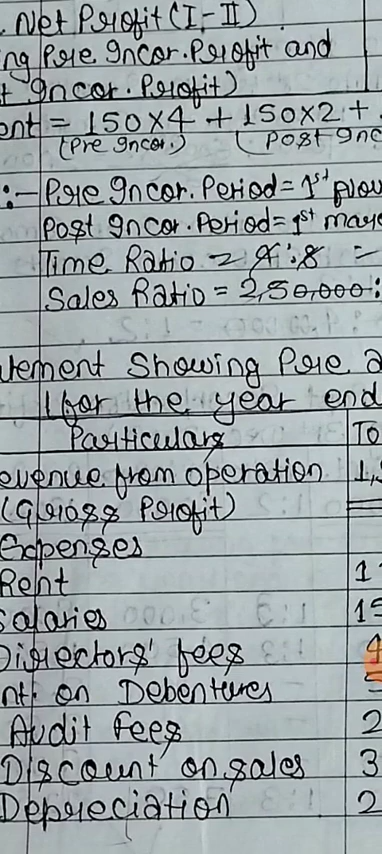 . Net Profit (I-II)
ng Pre Incor. Profit and
t Incor. Profit)
ent = 150×4 + 150×2 +
(Pre Incor.) (Post Inc
:- Pre Incor. Period = 1st
Post Incor. Period = 1st
Time Ratio = 4:8 =
Sales Ratio = 2,50,000:
tement Showing Pre a
for the year end
Particulars To
evenue from operation 1,
(Gross Profit)
Expenses
Rent 1
Salaries 15
Directors' fees 4
nt. on Debentures
Audit Fees 2
Discount on sales 3
Depreciation 2